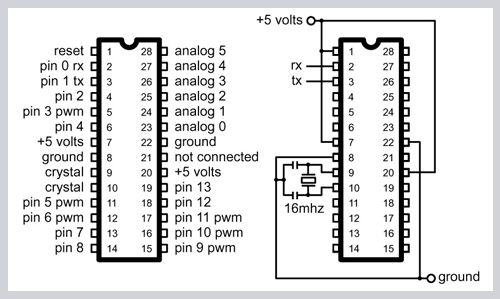 +5 volts
reset 1 28 analog 5
pin 0 rx 2 27 analog 4
pin 1 tx 3 26 analog 3
pin 2 4 25 analog 2
pin 3 pwm 5 24 analog 1
pin 4 6 23 analog 0
+5 volts 7 22 ground
ground 8 21 not connected
crystal 9 20 +5 volts
crystal 10 19 pin 13
pin 5 pwm 11 18 pin 12
pin 6 pwm 12 17 pin 11 pwm
pin 7 13 16 pin 10 pwm
pin 8 14 15 pin 9 pwm
1 28
rx 2 27
tx 3 26
4 25
5 24
6 23
7 22
8 21
9 20
10 19
16mhz 11 18
12 17
13 16
14 15
ground